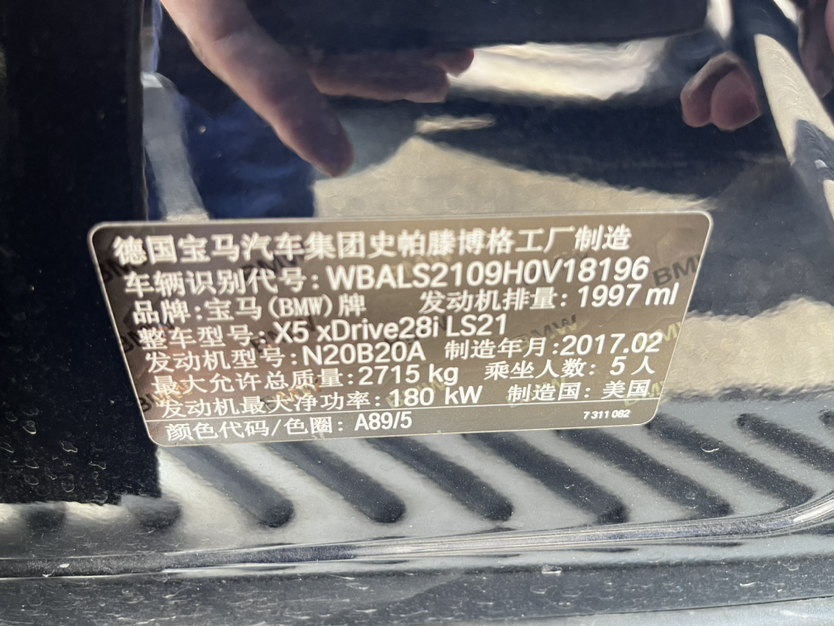 德国宝马汽车集团史帕滕博格工厂制造
车辆识别代号: WBALS2109H0V18196
品牌: 宝马(BMW)牌 发动机排量: 1997 ml
整车型号: X5 xDrive28i LS21
发动机型号: N20B20A 制造年月: 2017.02
最大允许总质量: 2715 kg 乘坐人数: 5 人
发动机最大净功率: 180 kW 制造国: 美国
颜色代码/色圈: A89/5 7 311 082